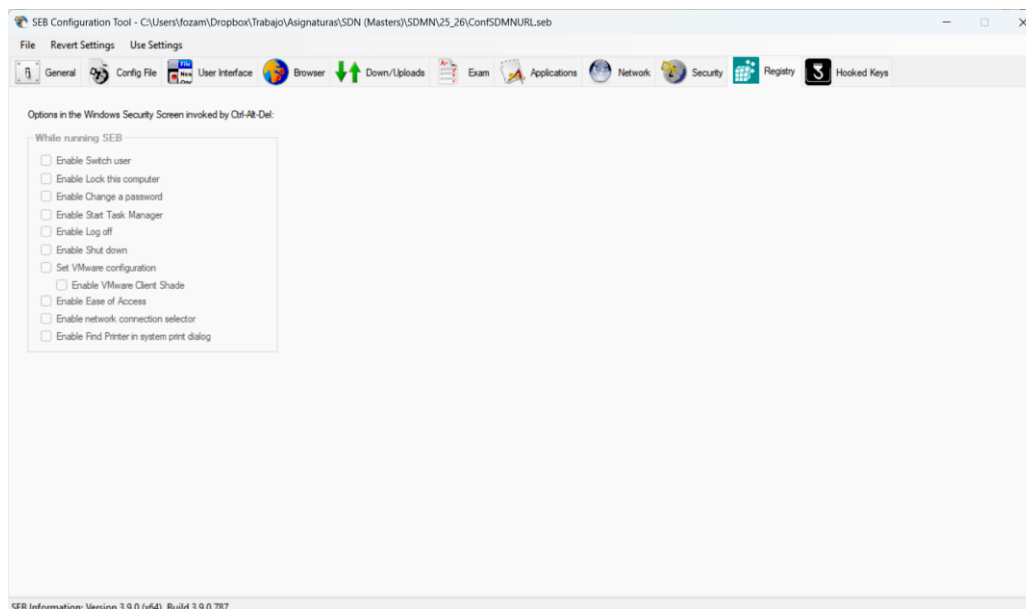 SEB Configuration Tool - C:\Users\fozam\Dropbox\Trabajo\Asignaturas\SDN (Masters)\SDMN\25_26\ConfSDMNURL.seb
File Revert Settings Use Settings
General Config File User Interface Browser Down/Uploads Exam Applications Network Security Registry Hooked Keys
Options in the Windows Security Screen invoked by Ctrl-Alt-Del:
While running SEB
Enable Switch user
Enable Lock this computer
Enable Change a password
Enable Start Task Manager
Enable Log off
Enable Shut down
Set VMware configuration
Enable VMware Client Shade
Enable Ease of Access
Enable network connection selector
Enable Find Printer in system print dialog
SEB Information: Version 3.9.0 (x64), Build 3.9.0.787